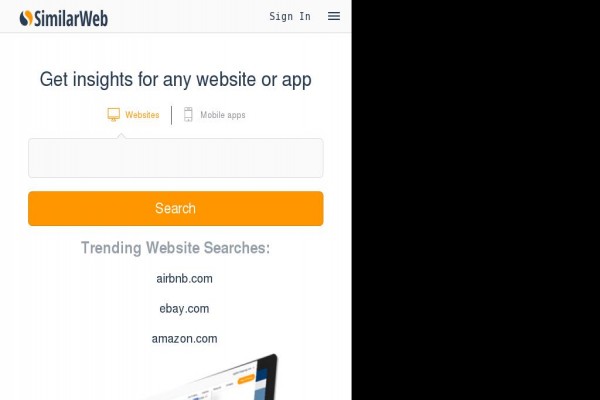 SimilarWeb
Sign In
Get insights for any website or app
Websites
Mobile apps
Search
Trending Website Searches:
airbnb.com
ebay.com
amazon.com